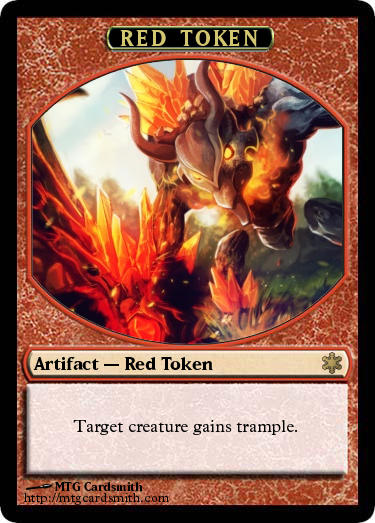 RED TOKEN
Artifact — Red Token
Target creature gains trample.
MTG Cardsmith
http://mtgcardsmith.com